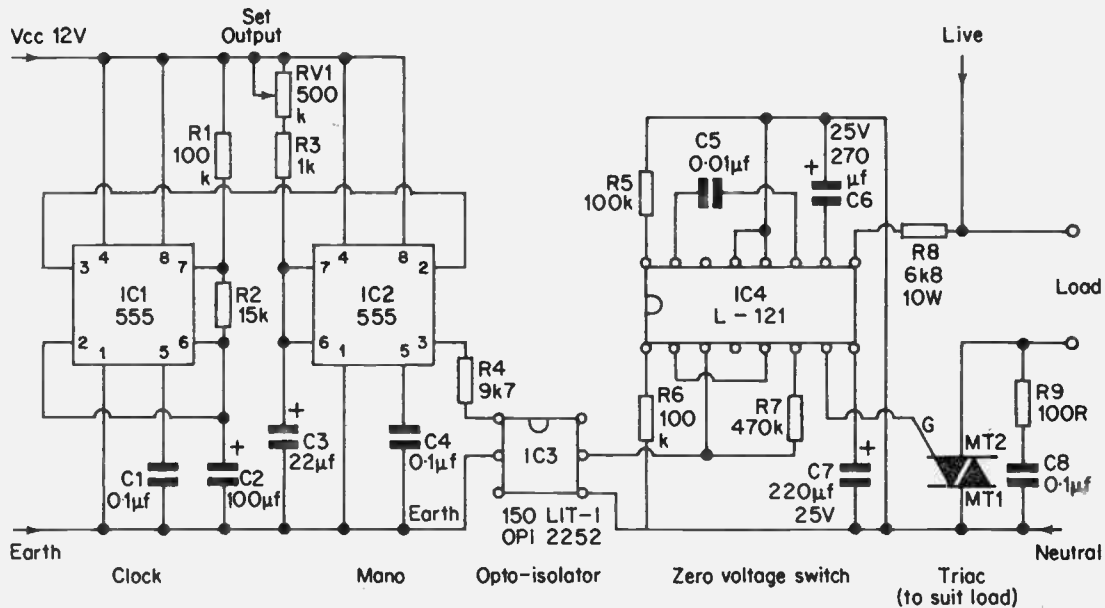 Set
Output
Vcc 12V
Live
RV1
500
k
R1
100
k
R3
1k
C5
0·01µf
25V
270
µf
C6
+
R5
100k
R8
6k8
10W
4
8
3
7
IC1
555
2
6
1
5
R2
15k
4
8
7
2
IC2
555
6
3
1
5
IC4
L-121
Load
R4
9k7
R6
100
k
R7
470k
R9
100R
G
MT2
MT1
C1
0·1µf
+
C2
100µf
+
C3
22µf
C4
0·1µf
IC3
+
C7
220µf
25V
C8
0·1µf
Earth
Earth
150 LIT-1
OPI 2252
Neutral
Clock
Mano
Opto-isolator
Zero voltage switch
Triac
(to suit load)